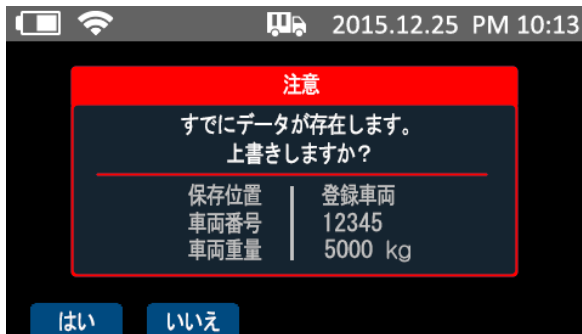 2015.12.25 PM 10:13
注意
すでにデータが存在します。
上書きしますか?
保存位置 登録車両
車両番号 12345
車両重量 5000 kg
はい いいえ